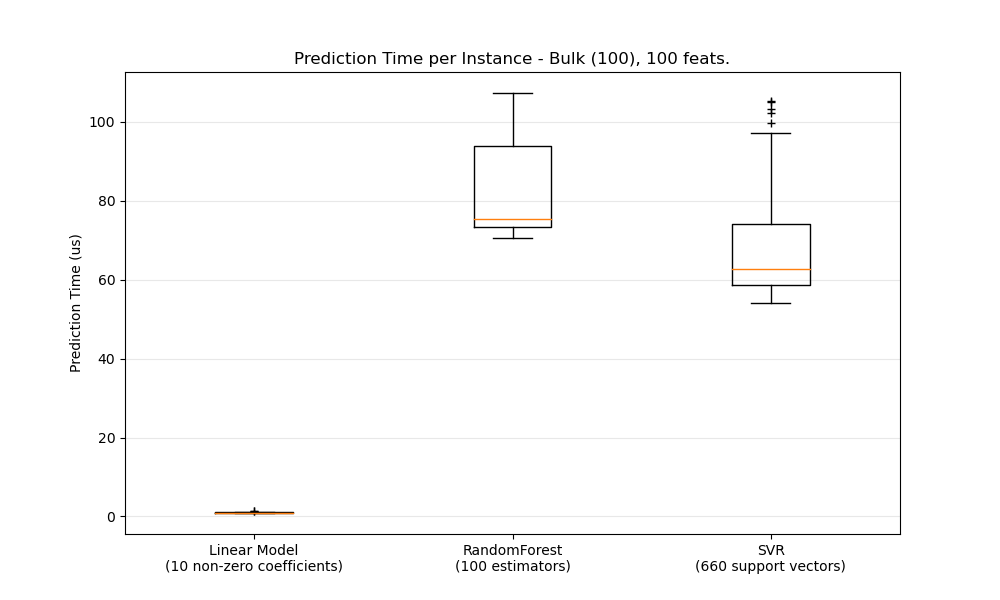 Prediction Time per Instance - Bulk (100), 100 feats.
Prediction Time (us)
100
80
60
40
20
0
Linear Model
(10 non-zero coefficients)
RandomForest
(100 estimators)
SVR
(660 support vectors)